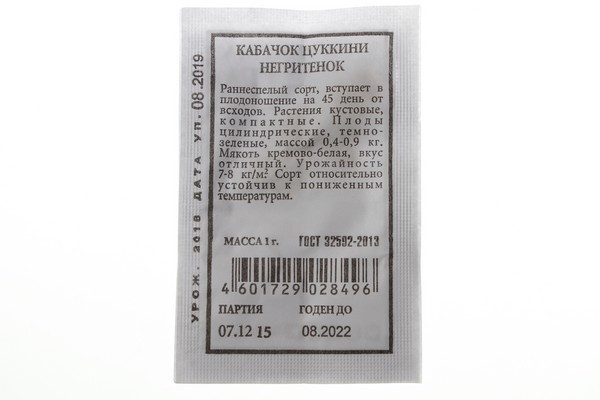 КАБАЧОК ЦУККИНИ
НЕГРИТЕНОК
Раннеспелый сорт, вступает в
плодоношение на 45 день от
всходов. Растения кустовые,
компактные. Плоды
цилиндрические, темно-
зеленые, массой 0,4-0,9 кг.
Мякоть кремово-белая, вкус
отличный. Урожайность
7-8 кг/м². Сорт относительно
устойчив к пониженным
температурам.
МАССА 1 г. ГОСТ 32592-2013
4 601729 028496
ПАРТИЯ ГОДЕН ДО
07.12 15 08.2022
УРОЖ. 2018 ДАТА УП. 08.2019